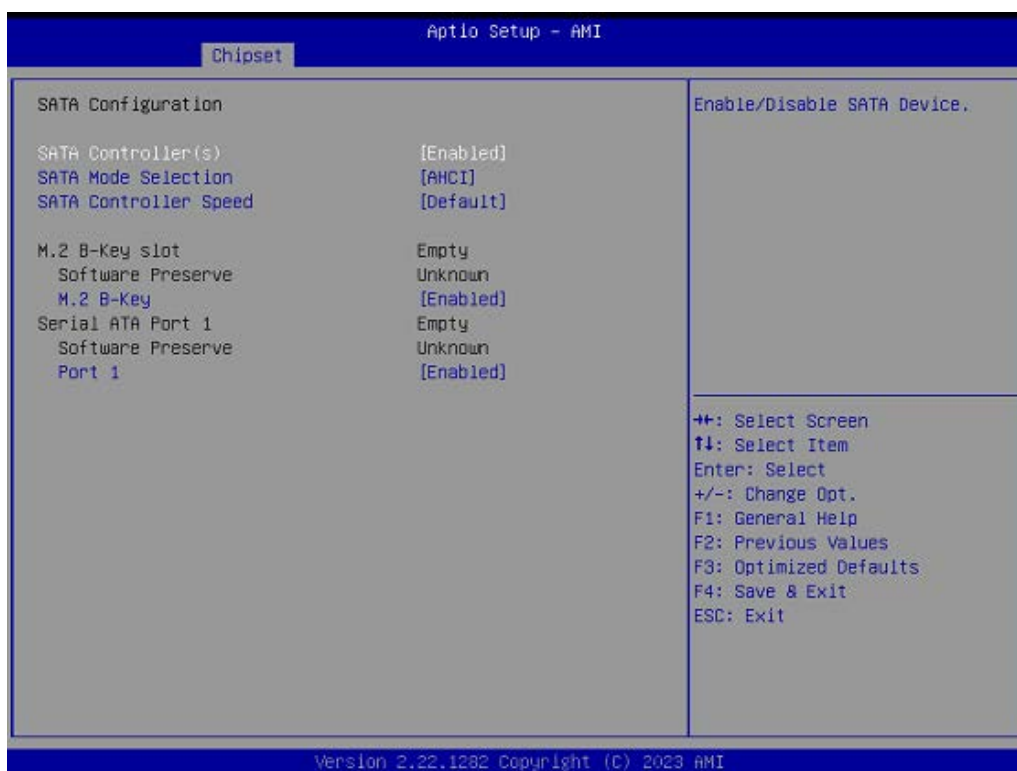 Aptio Setup - AMI
Chipset
SATA Configuration
SATA Controller(s) [Enabled]
SATA Mode Selection [AHCI]
SATA Controller Speed [Default]
M.2 B-Key slot Empty
Software Preserve Unknown
M.2 B-Key [Enabled]
Serial ATA Port 1 Empty
Software Preserve Unknown
Port 1 [Enabled]
Enable/Disable SATA Device.
→←: Select Screen
↑↓: Select Item
Enter: Select
+/-: Change Opt.
F1: General Help
F2: Previous Values
F3: Optimized Defaults
F4: Save & Exit
ESC: Exit
Version 2.22.1282 Copyright (C) 2023 AMI